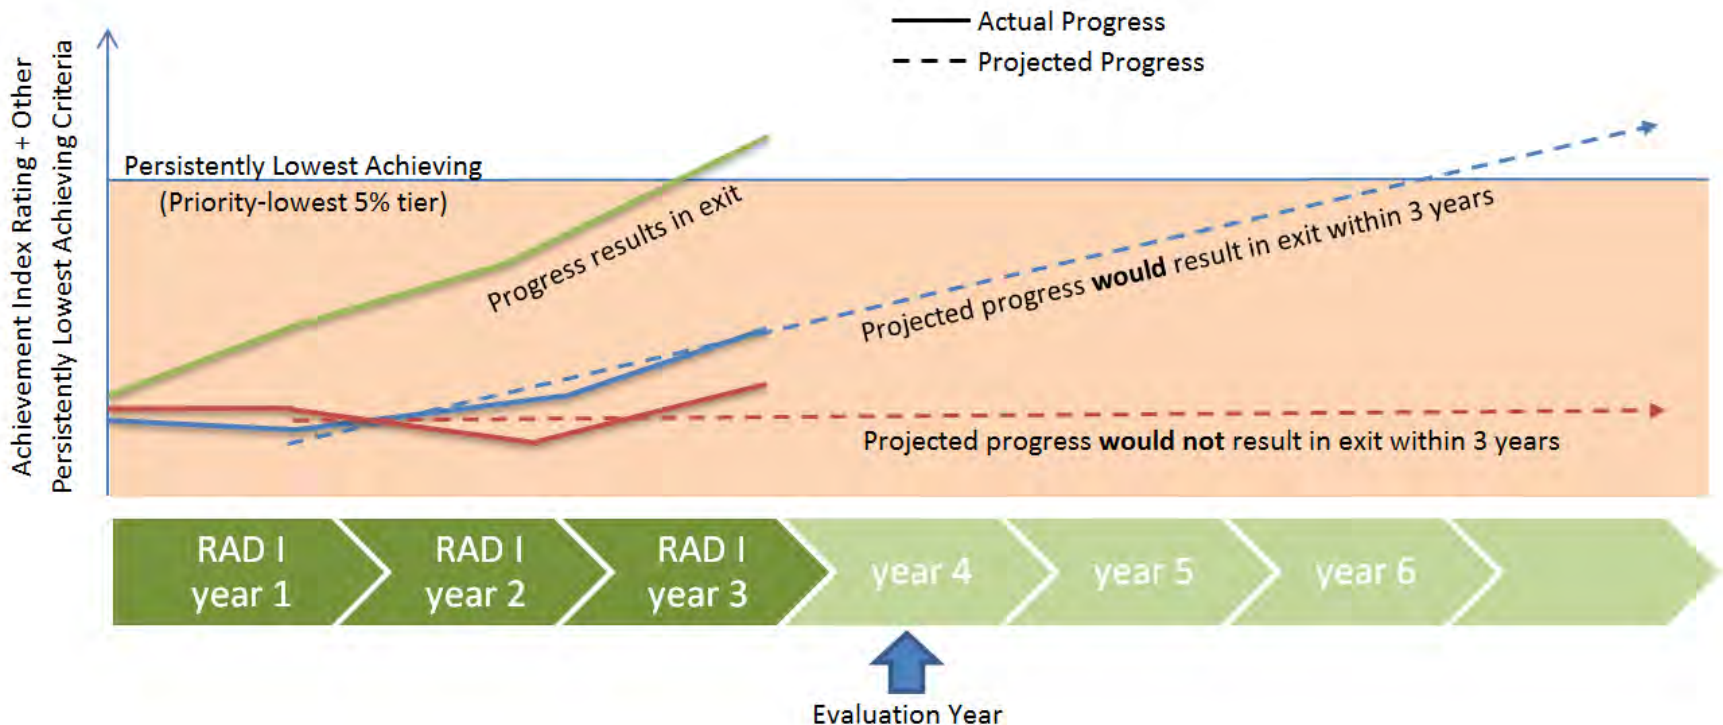 Actual Progress
Projected Progress
Achievement Index Rating + Other
Persistently Lowest Achieving Criteria
Persistently Lowest Achieving
(Priority-lowest 5% tier)
Progress results in exit
Projected progress would result in exit within 3 years
Projected progress would not result in exit within 3 years
RAD I
year 1
RAD I
year 2
RAD I
year 3
year 4
year 5
year 6
Evaluation Year